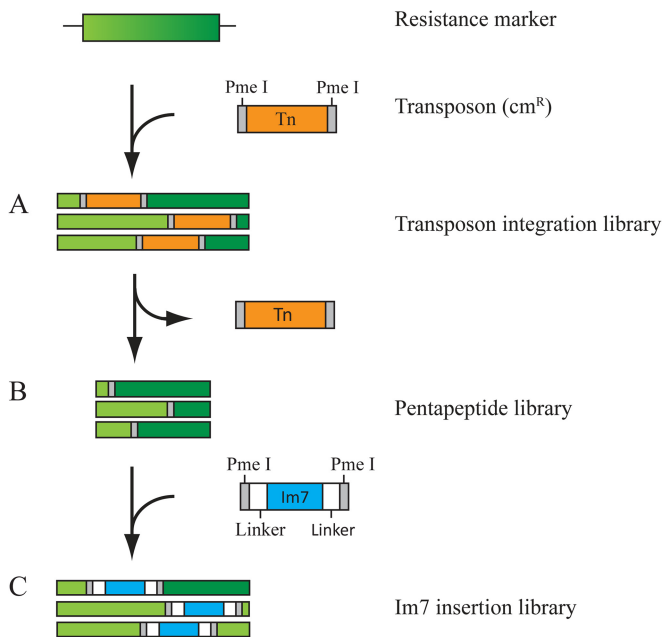 Resistance marker
Pme I Pme I
Tn
Transposon (cmᴿ)
A
Transposon integration library
Tn
B
Pentapeptide library
Pme I Pme I
Im7
Linker Linker
C
Im7 insertion library